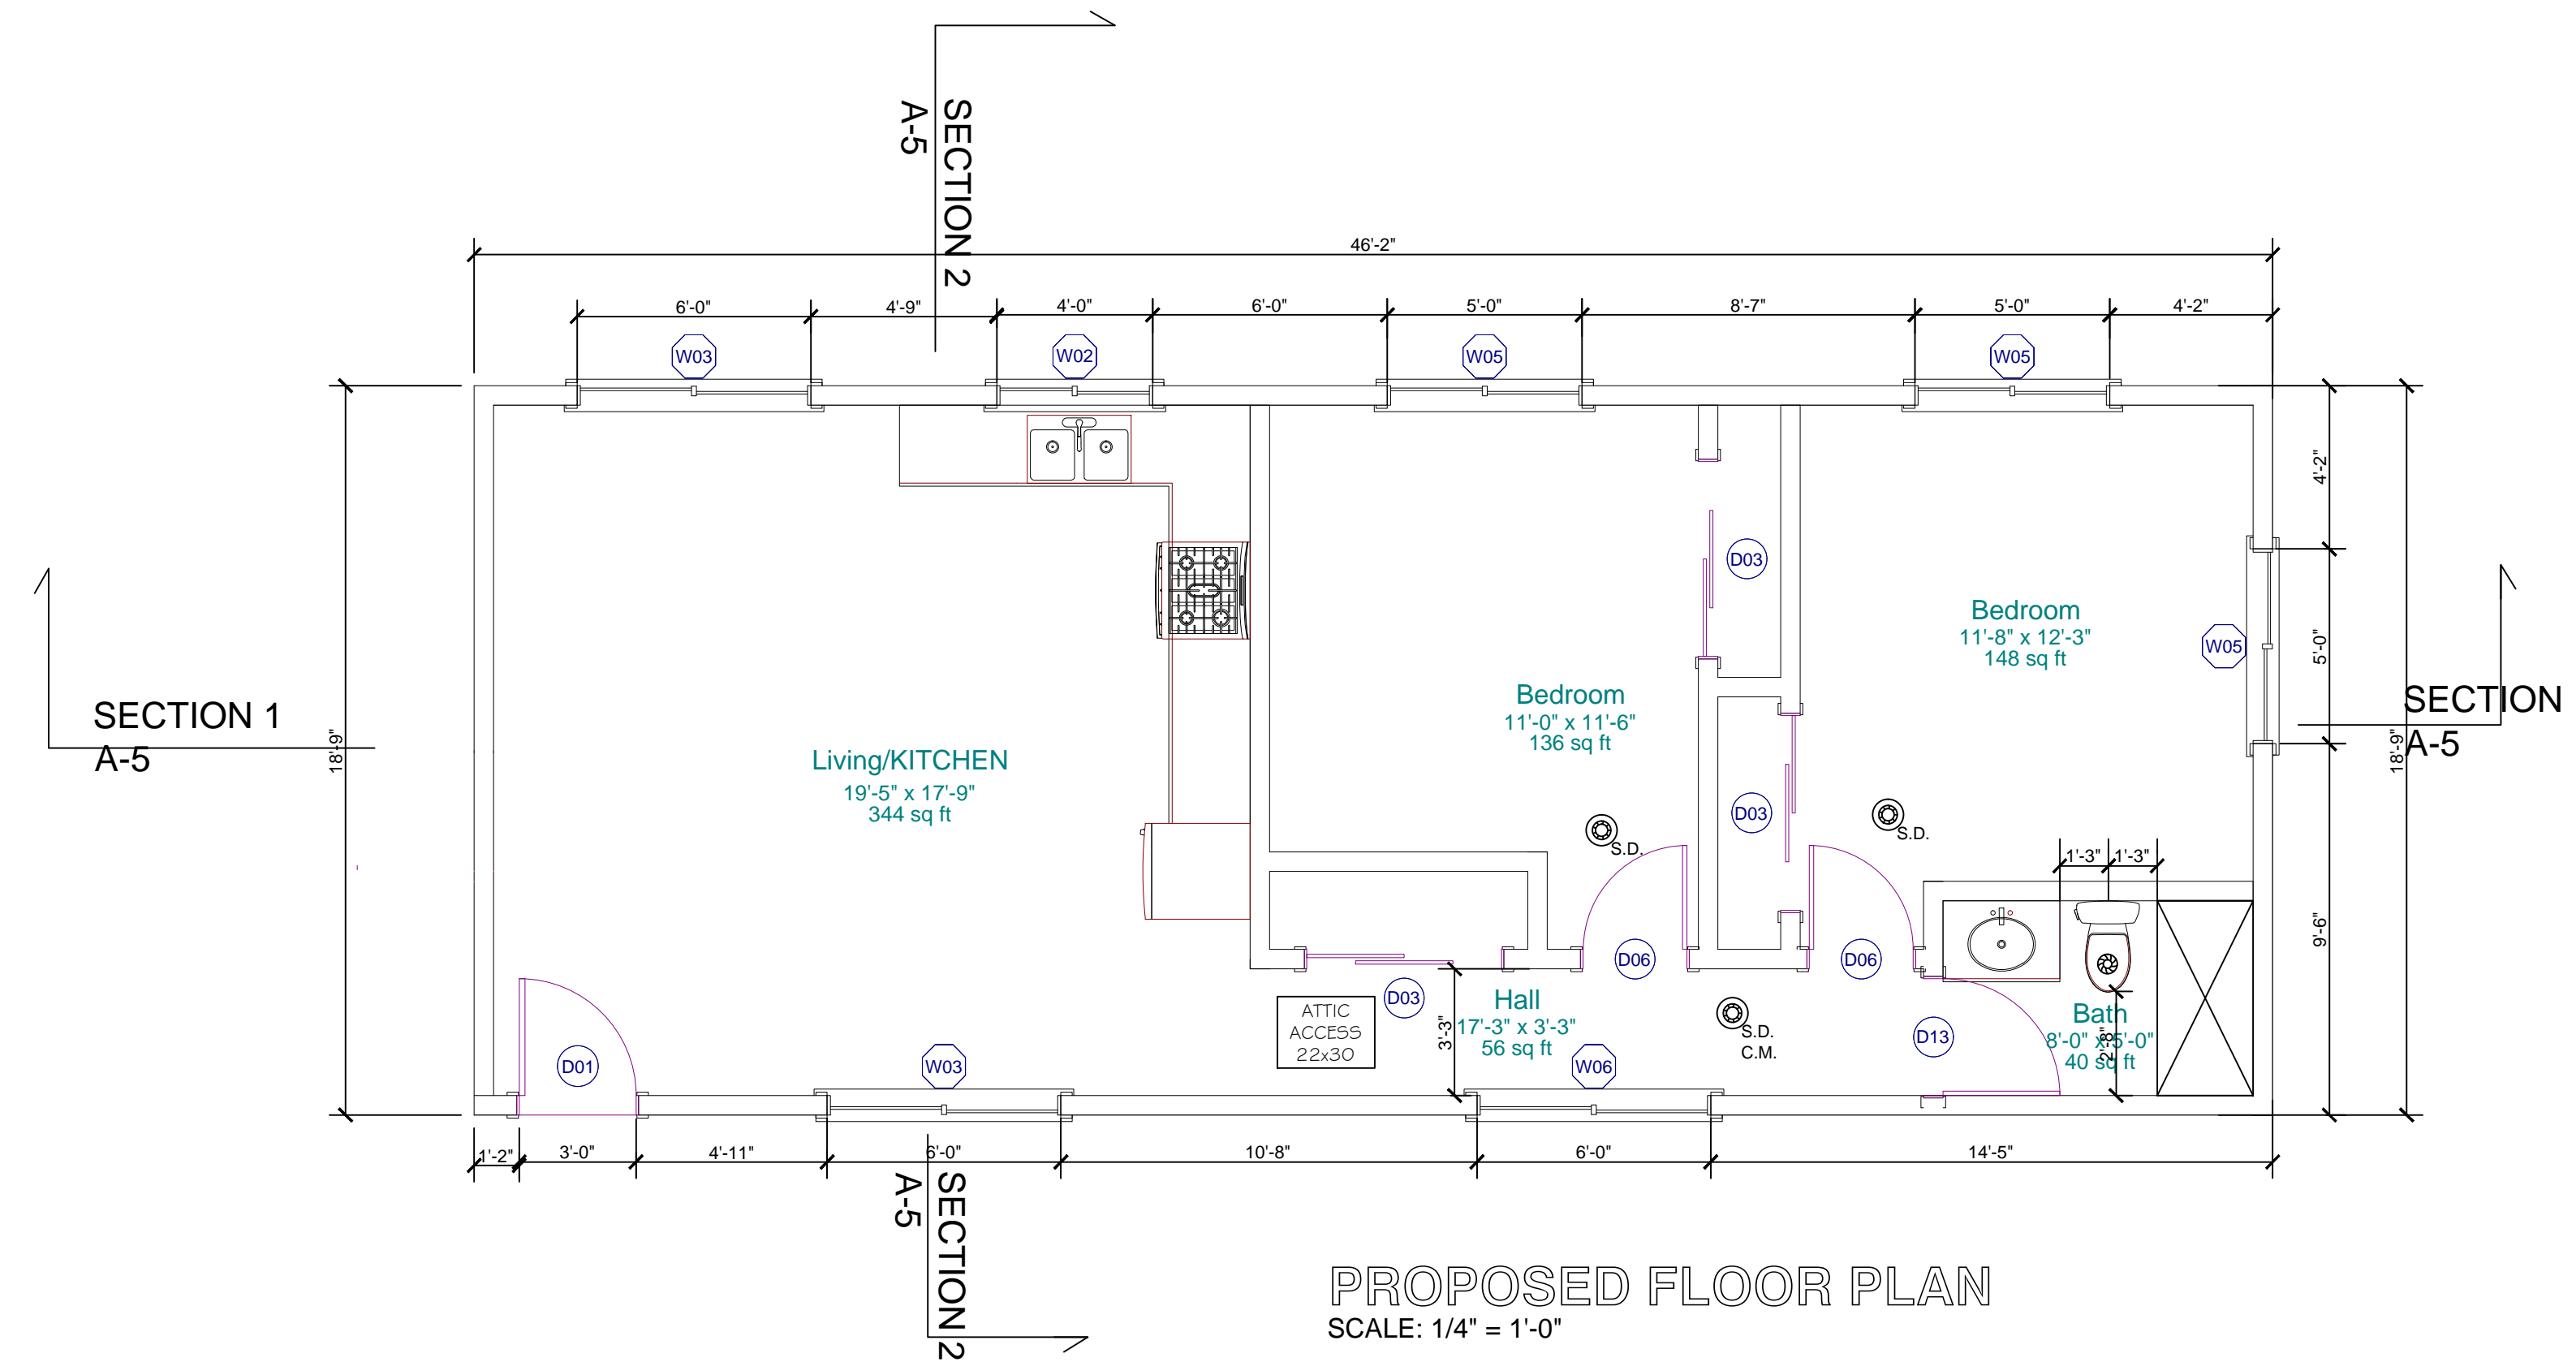 SECTION 2
A-5
46'-2"
6'-0"
4'-9"
4'-0"
6'-0"
5'-0"
8'-7"
5'-0"
4'-2"
W03
W02
W05
W05
D03
4'-2"
Bedroom
11'-8" x 12'-3"
148 sq ft
W05
5'-0"
SECTION 1
A-5
18'-9"
Bedroom
11'-0" x 11'-6"
136 sq ft
SECTION
A-5
18'-9"
Living/KITCHEN
19'-5" x 17'-9"
344 sq ft
D03
S.D.
S.D.
1'-3"
1'-3"
9'-6"
D06
D06
D03
ATTIC
ACCESS
22x30
3'-3"
Hall
17'-3" x 3'-3"
56 sq ft
S.D.
C.M.
D13
Bath
8'-0" x 5'-0"
40 sq ft
2'-8"
D01
W03
W06
1'-2"
3'-0"
4'-11"
6'-0"
10'-8"
6'-0"
14'-5"
SECTION 2
A-5
PROPOSED FLOOR PLAN
SCALE: 1/4" = 1'-0"